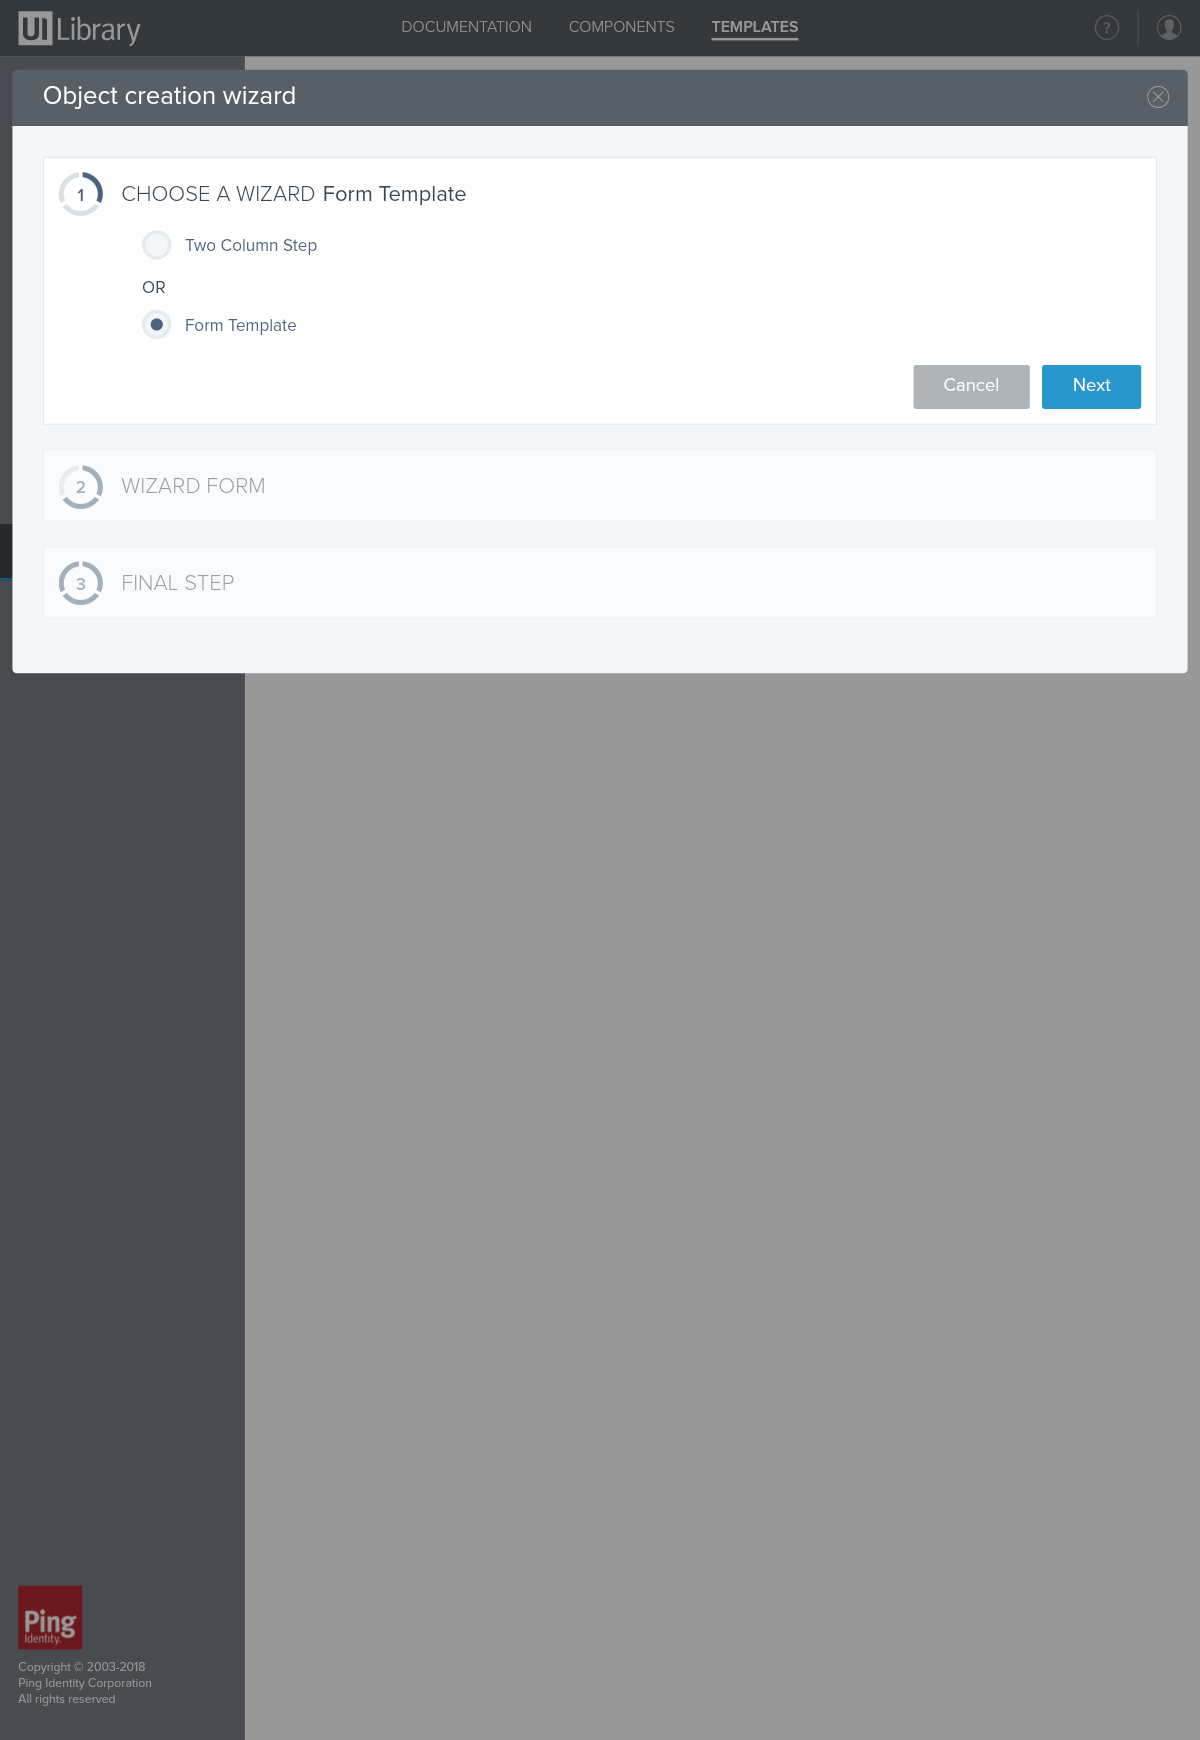 UI Library
DOCUMENTATION
COMPONENTS
TEMPLATES
?
Object creation wizard
1
CHOOSE A WIZARD Form Template
Two Column Step
OR
Form Template
Cancel
Next
2
WIZARD FORM
3
FINAL STEP
Ping
Identity.
Copyright © 2003-2018
Ping Identity Corporation
All rights reserved